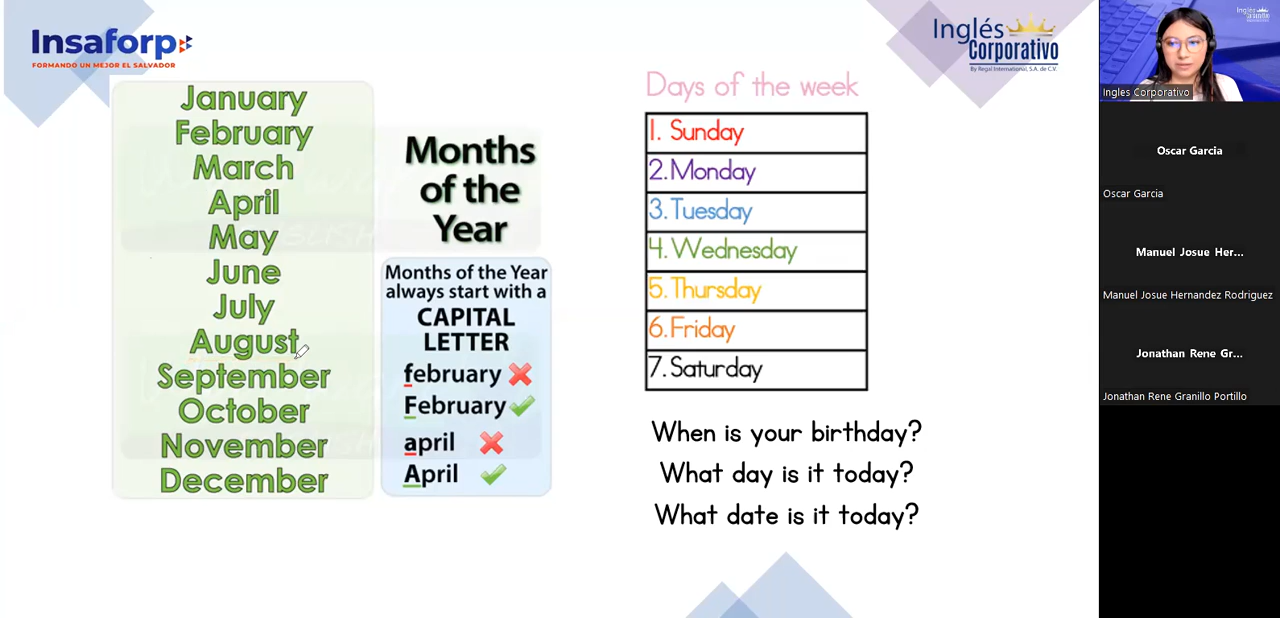 Insaforp
FORMANDO UN MEJOR EL SALVADOR
Inglés
Corporativo
By Regal International, S.A. de C.V.
January
February
March
April
May
June
July
August
September
October
November
December
Months
of the
Year
Months of the Year
always start with a
CAPITAL
LETTER
february
February
april
April
Days of the week
1. Sunday
2. Monday
3. Tuesday
4. Wednesday
5. Thursday
6. Friday
7. Saturday
When is your birthday?
What day is it today?
What date is it today?
Ingles Corporativo
Oscar Garcia
Oscar Garcia
Manuel Josue Her...
Manuel Josue Hernandez Rodriguez
Jonathan Rene Gr...
Jonathan Rene Granillo Portillo